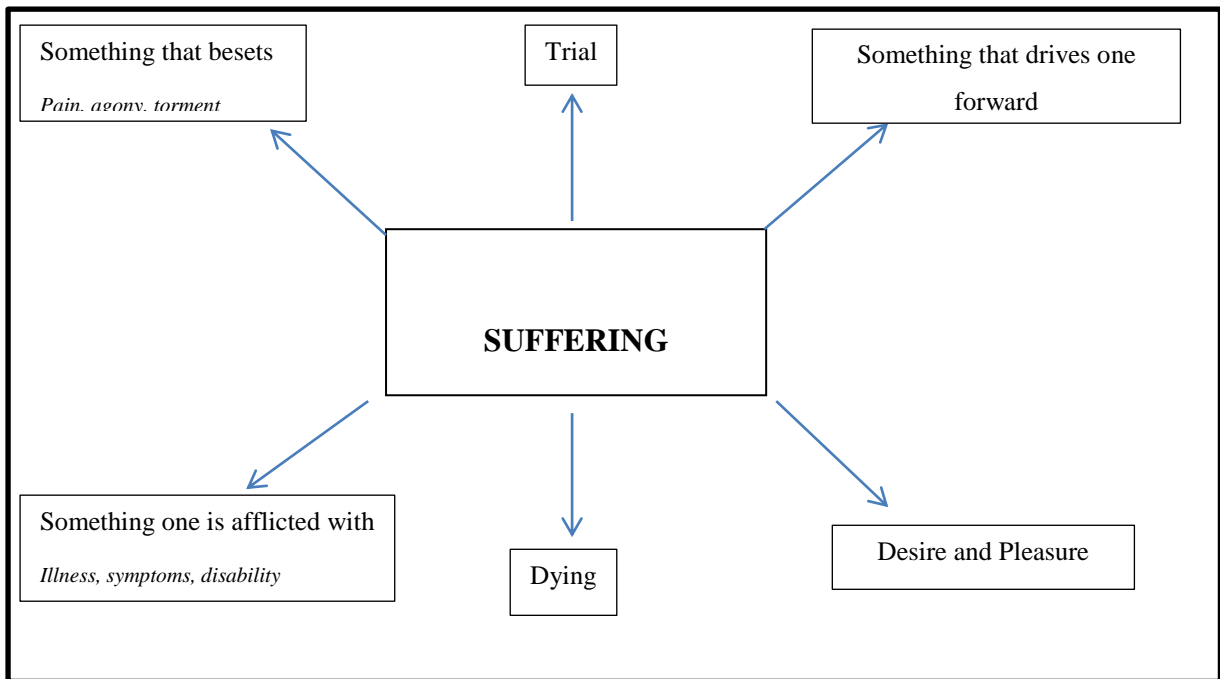 Something that besets
Pain, agony, torment
Trial
Something that drives one
forward
SUFFERING
Something one is afflicted with
Illness, symptoms, disability
Dying
Desire and Pleasure